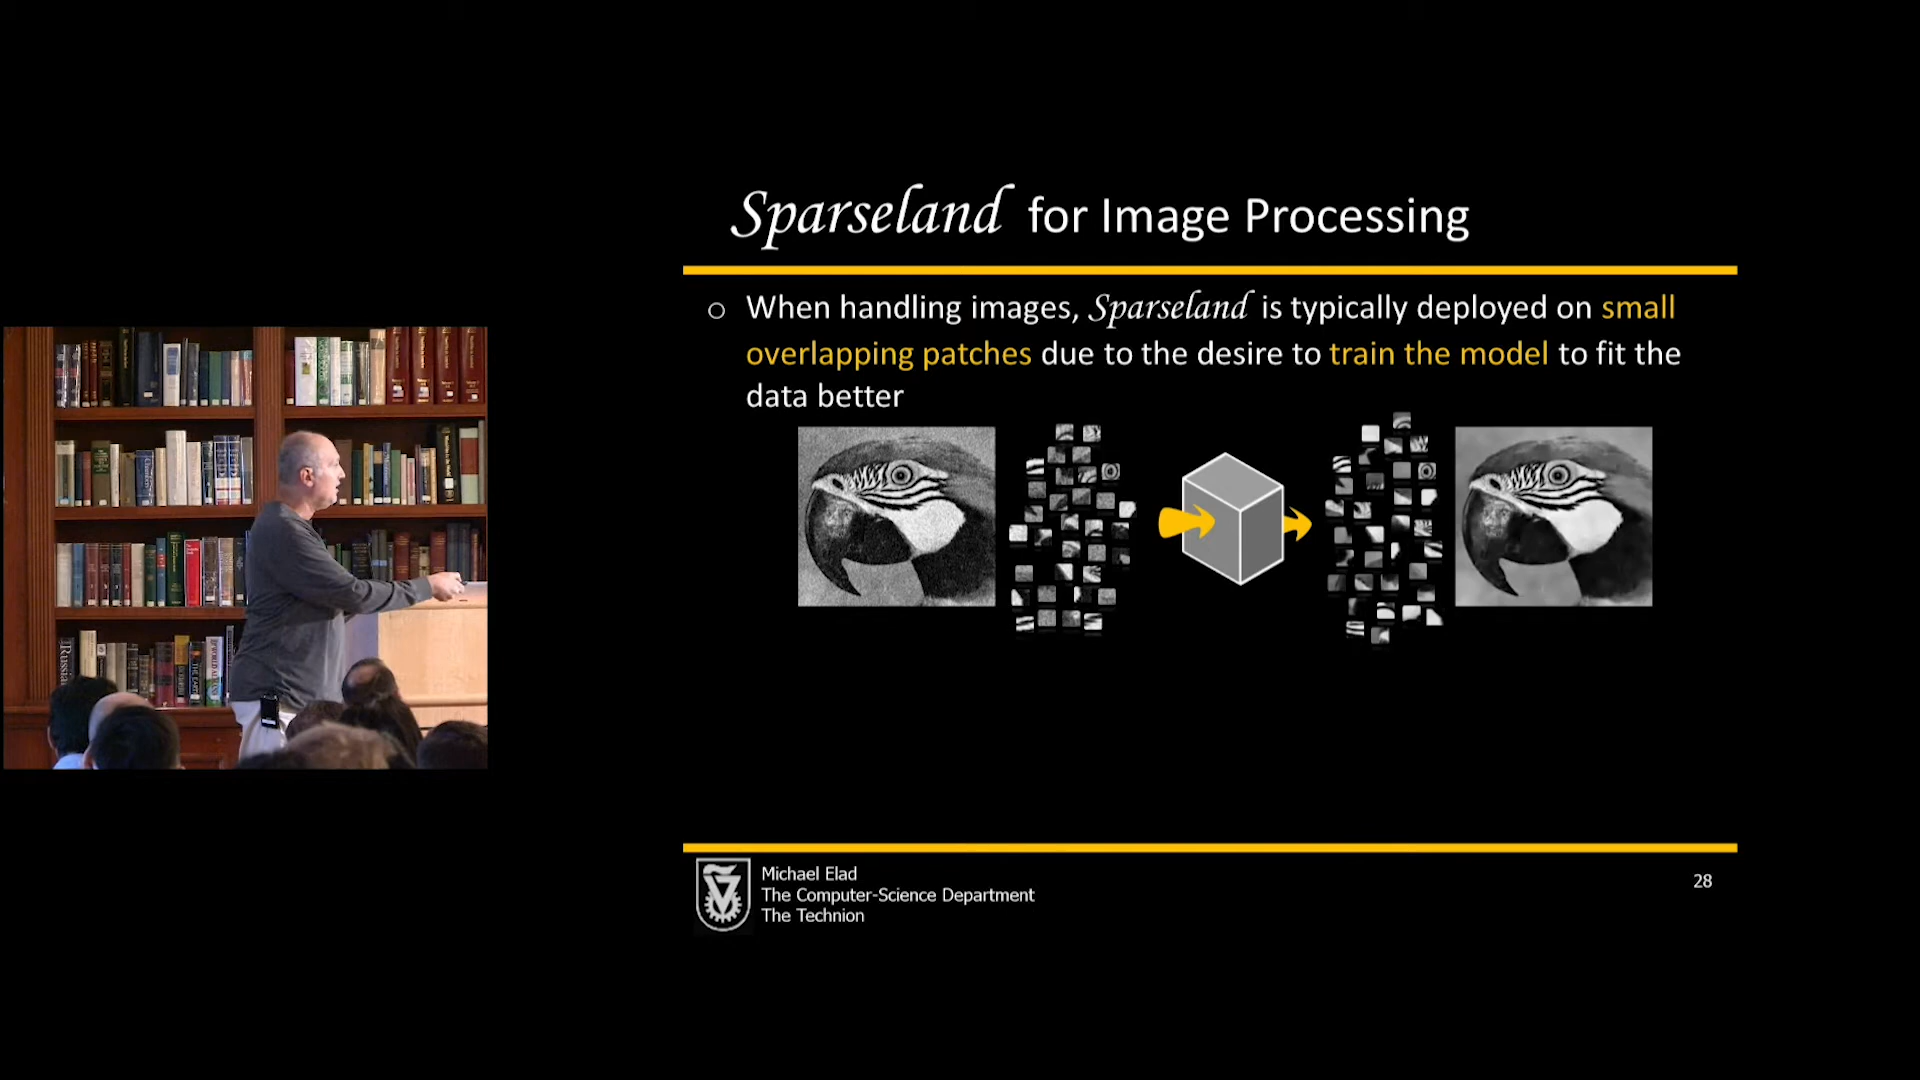 Sparseland for Image Processing
When handling images, Sparseland is typically deployed on small
overlapping patches due to the desire to train the model to fit the
data better
Michael Elad
The Computer-Science Department
The Technion
28